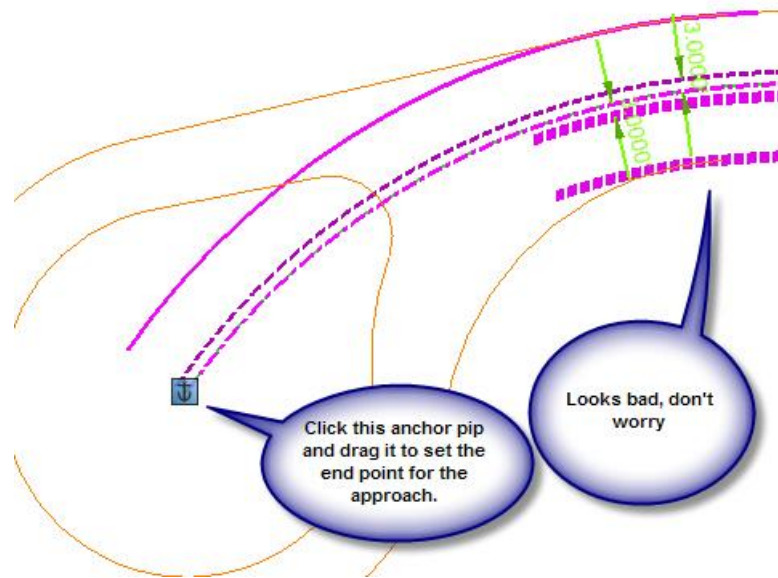 3.0000
Click this anchor pip
and drag it to set the
end point for the
approach.
Looks bad, don't
worry